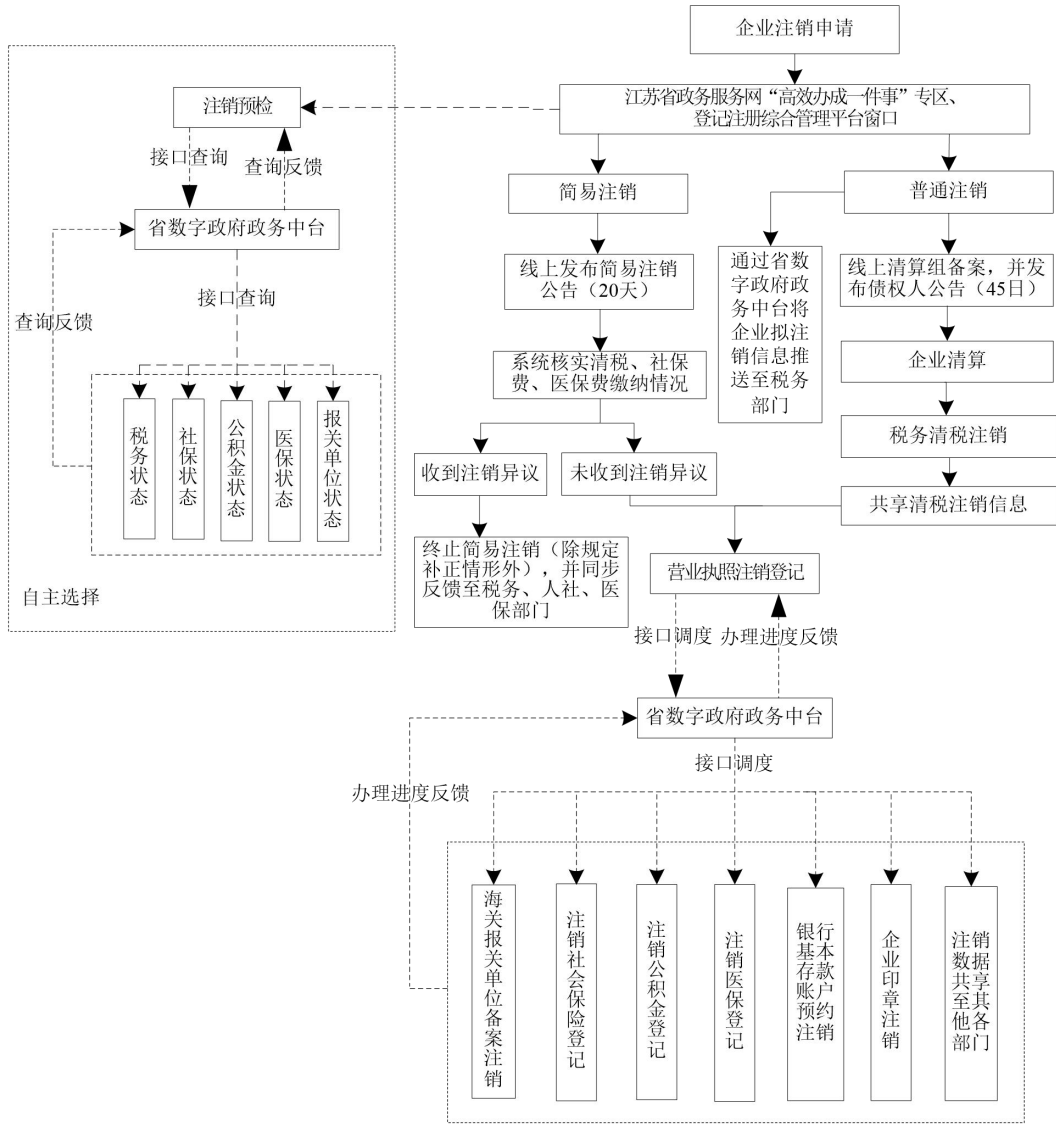 企业注销申请
江苏省政务服务网“高效办成一件事”专区、
登记注册综合管理平台窗口
注销预检
接口查询
查询反馈
省数字政府政务中台
接口查询
查询反馈
税务状态
社保状态
公积金状态
医保状态
报关单位状态
自主选择
简易注销
线上发布简易注销
公告（20天）
系统核实清税、社保
费、医保费缴纳情况
收到注销异议
未收到注销异议
终止简易注销（除规定
补正情形外），并同步
反馈至税务、人社、医
保部门
普通注销
通过省数
字政府政
务中台将
企业拟注
销信息推
送至税务
部门
线上清算组备案，并发
布债权人公告（45日）
企业清算
税务清税注销
共享清税注销信息
营业执照注销登记
接口调度
办理进度反馈
省数字政府政务中台
接口调度
办理进度反馈
海关报关单位备案注销
注销社会保险登记
注销公积金登记
注销医保登记
银行
基本
存款
账户
预约
注销
企业印章注销
注销
数据
共享
至其
他各
部门